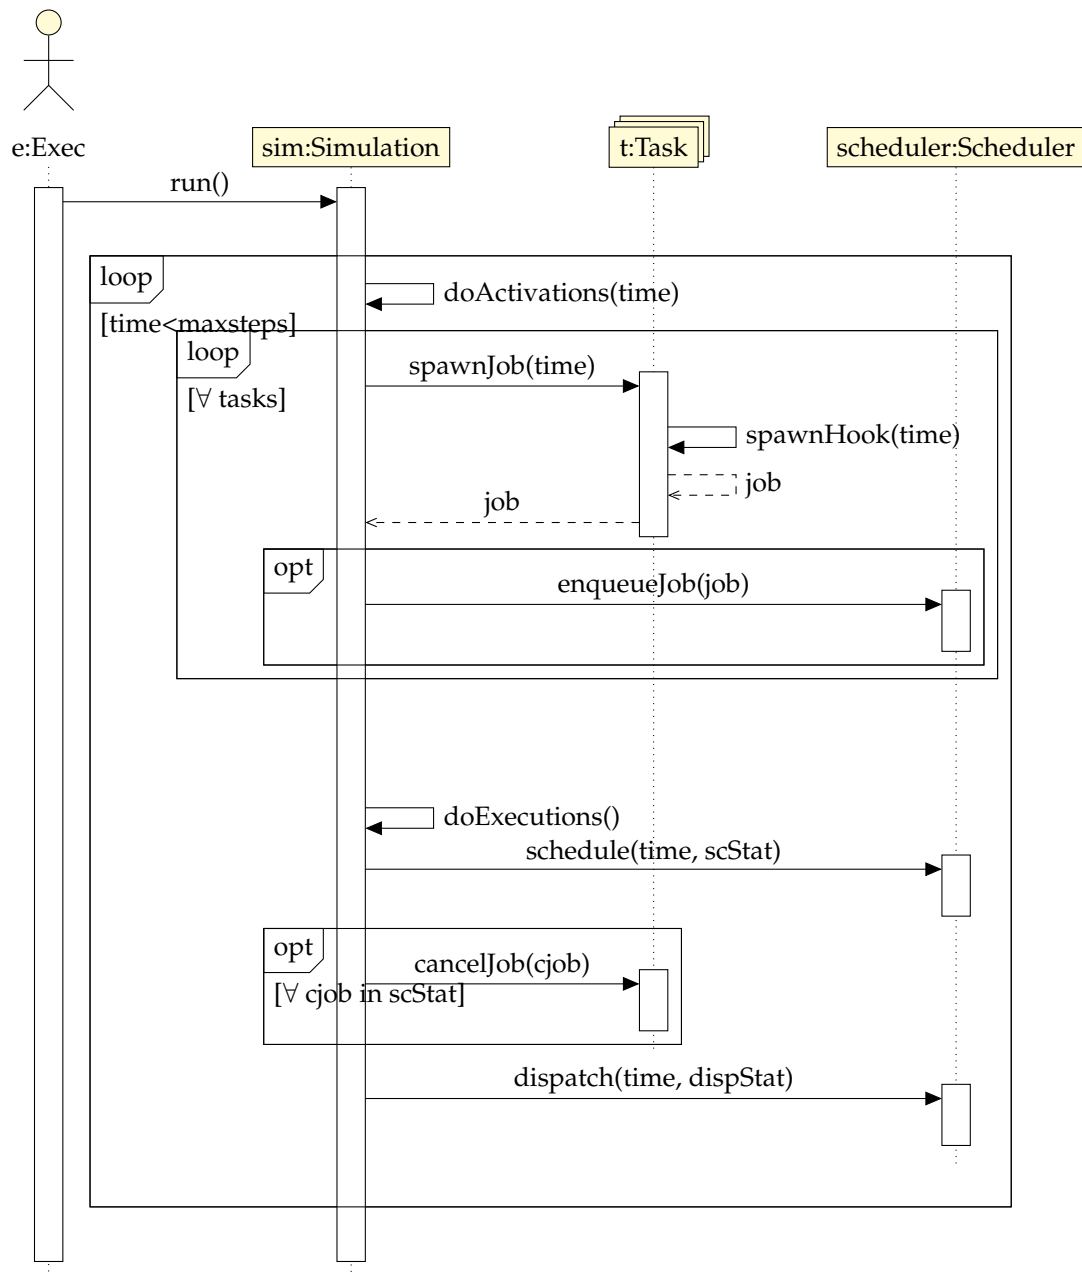 e:Exec
sim:Simulation
t:Task
scheduler:Scheduler
run()
loop
[time<maxsteps]
doActivations(time)
loop
[∀ tasks]
spawnJob(time)
spawnHook(time)
job
job
opt
enqueueJob(job)
doExecutions()
schedule(time, scStat)
opt
[∀ cjob in scStat]
cancelJob(cjob)
dispatch(time, dispStat)